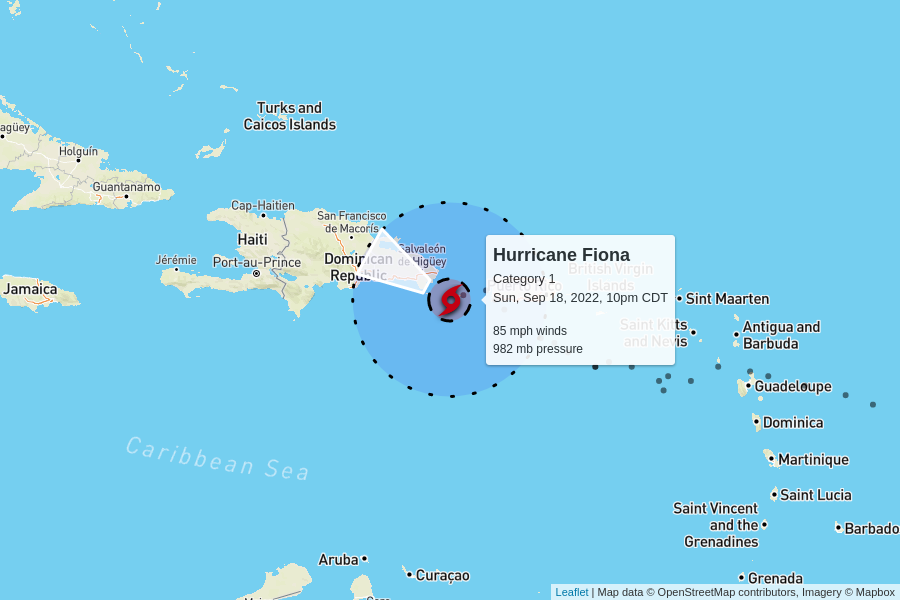 Turks and
Caicos Islands
agüey
Holguín
Guantanamo
Cap-Haitien
San Francisco
de Macorís
Haiti
Salvaleón
de Higüey
Dominican
Republic
Jérémie
Port-au-Prince
Jamaica
Hurricane Fiona
Category 1
Sun, Sep 18, 2022, 10pm CDT
85 mph winds
982 mb pressure
British Virgin
Islands
Puerto Rico
Sint Maarten
Saint Kitts
and Nevis
Antigua and
Barbuda
Guadeloupe
Dominica
Caribbean Sea
Martinique
Saint Lucia
Saint Vincent
and the
Grenadines
Barbado
Aruba
Curaçao
Grenada
Leaflet | Map data © OpenStreetMap contributors, Imagery © Mapbox